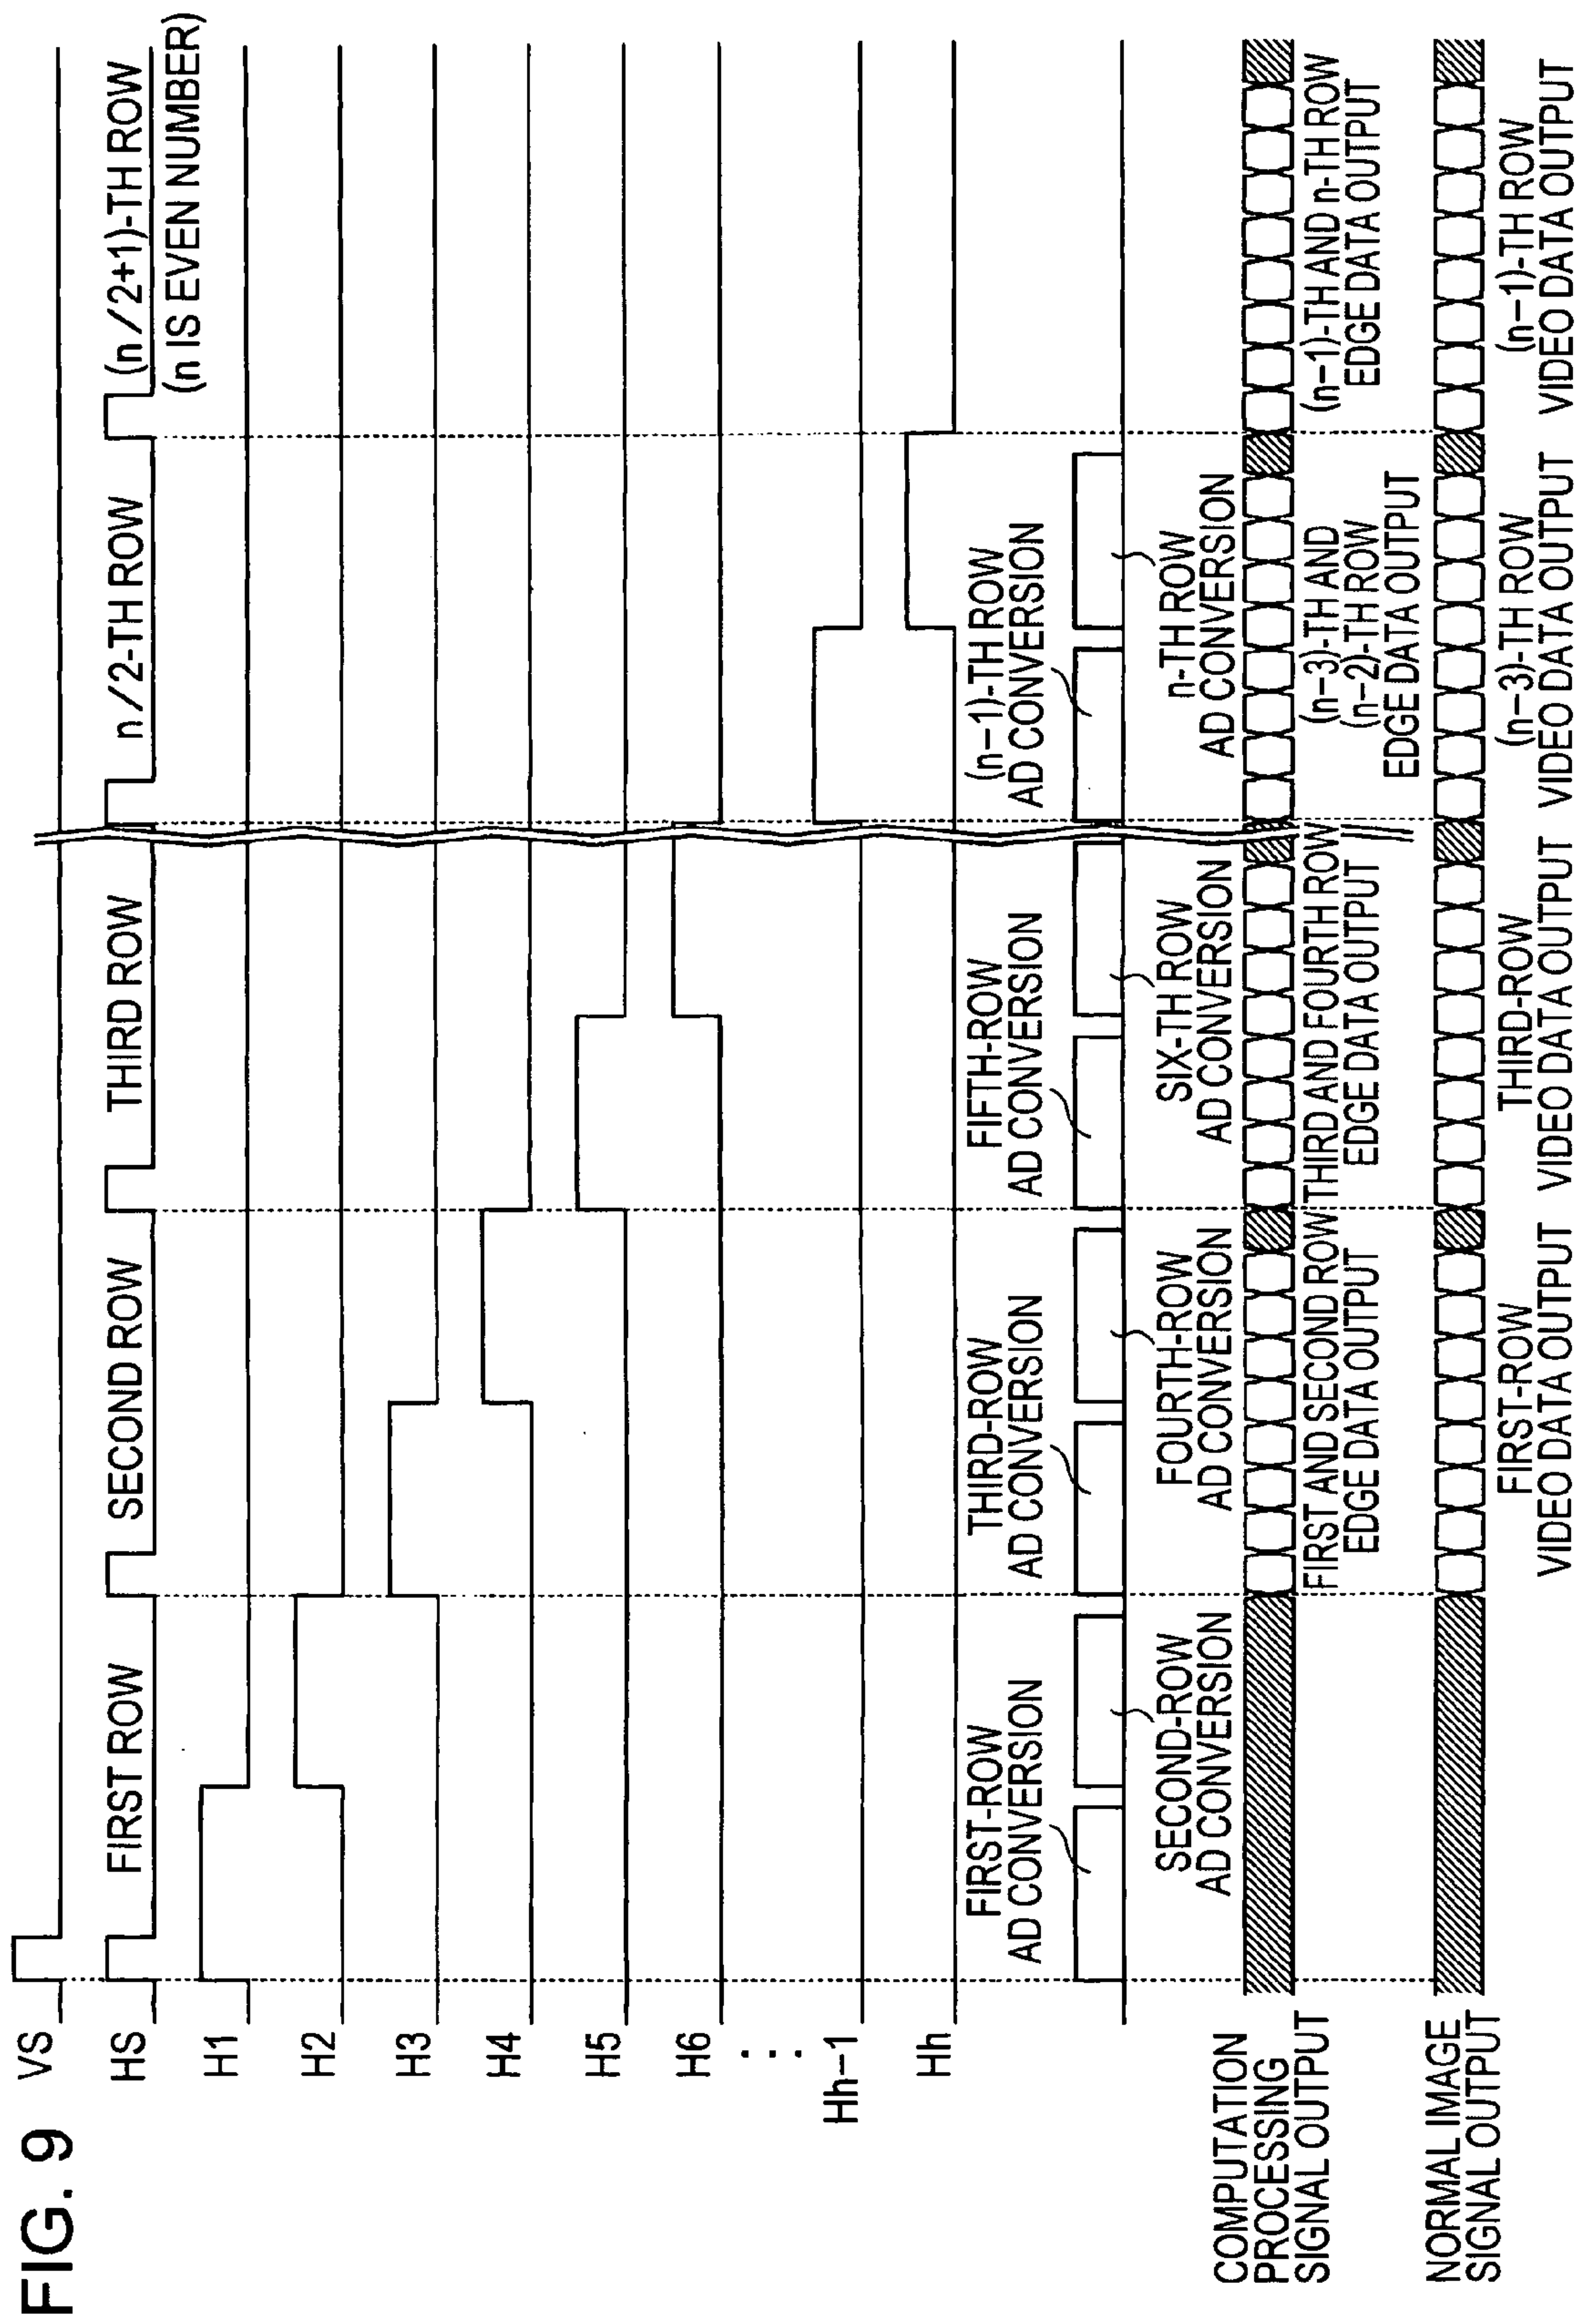 FIG. 9
VS
HS
FIRST ROW
SECOND ROW
THIRD ROW
n/2-TH ROW
(n/2+1)-TH ROW
(n IS EVEN NUMBER)
H1
H2
H3
H4
H5
H6
...
Hh-1
Hh
FIRST-ROW
AD CONVERSION
THIRD-ROW
AD CONVERSION
FIFTH-ROW
AD CONVERSION
(n-1)-TH ROW
AD CONVERSION
SECOND-ROW
AD CONVERSION
FOURTH-ROW
AD CONVERSION
SIX-TH ROW
AD CONVERSION
n-TH ROW
AD CONVERSION
COMPUTATION
PROCESSING
SIGNAL OUTPUT
FIRST AND SECOND ROW
EDGE DATA OUTPUT
THIRD AND FOURTH ROW
EDGE DATA OUTPUT
(n-3)-TH AND
(n-2)-TH ROW
EDGE DATA OUTPUT
(n-1)-TH AND n-TH ROW
EDGE DATA OUTPUT
NORMAL IMAGE
SIGNAL OUTPUT
FIRST-ROW
VIDEO DATA OUTPUT
THIRD-ROW
VIDEO DATA OUTPUT
(n-3)-TH ROW
VIDEO DATA OUTPUT
(n-1)-TH ROW
VIDEO DATA OUTPUT